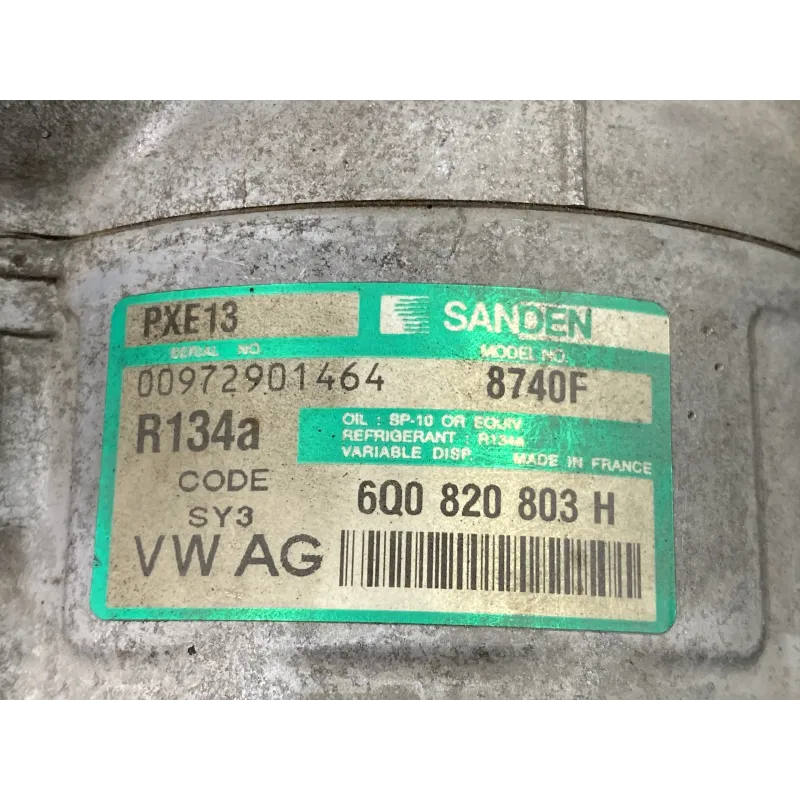 PXE13 SANDEN
SERIAL NO. MODEL NO.
00972901464 8740F
R134a
OIL : SP-10 OR EQUIV
REFRIGERANT : R134a
VARIABLE DISP. MADE IN FRANCE
CODE 6Q0 820 803 H
SY3
VW AG